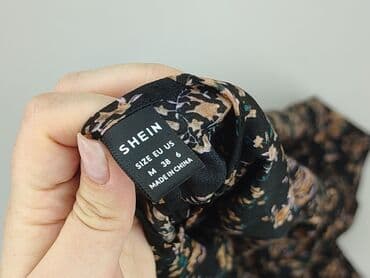 SHEIN
SIZE EU US
M 38 6
MADE IN CHINA